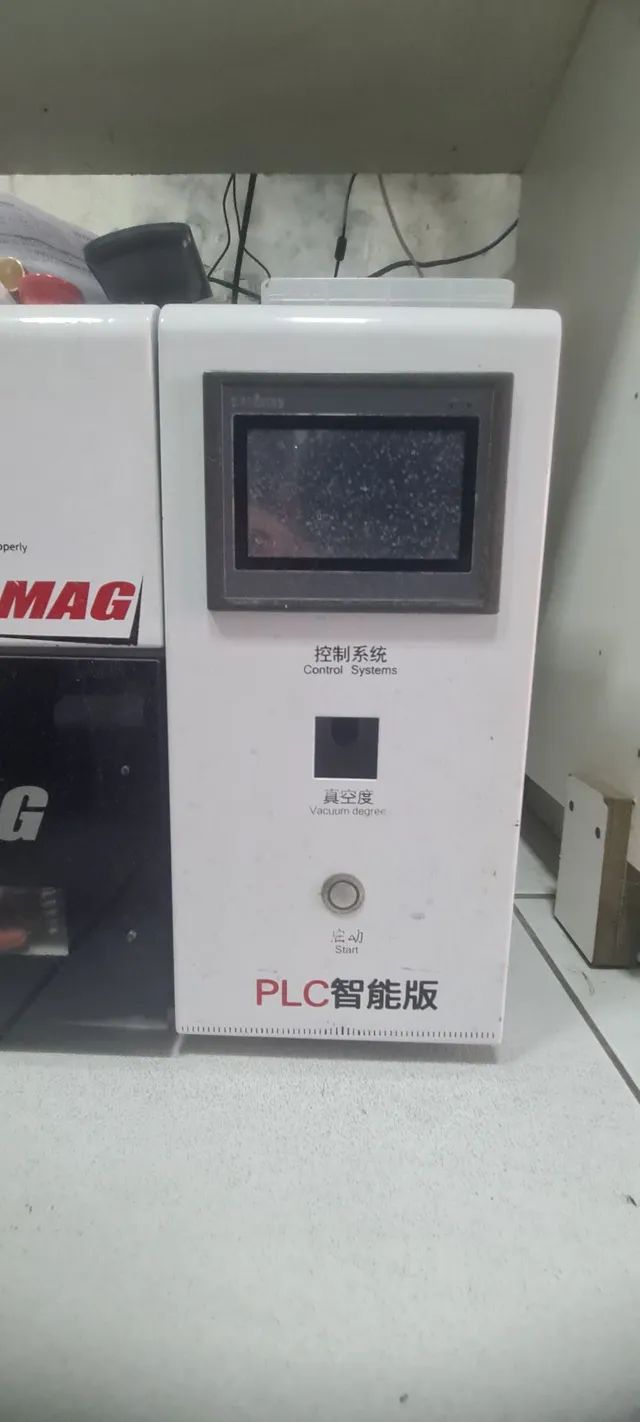 operly
MAG
控制系统
Control Systems
真空度
Vacuum degree
G
启动
Start
PLC智能版